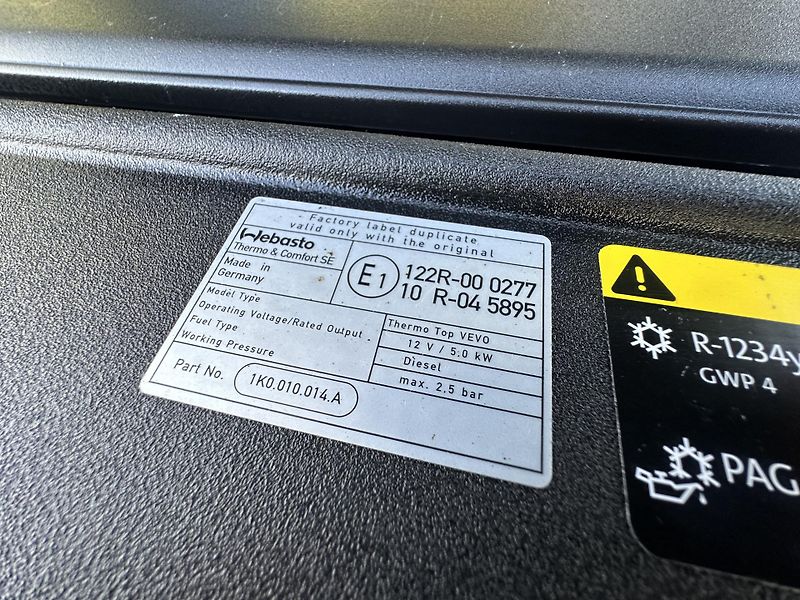 - Factory label duplicate
valid only with the original
Webasto
Thermo & Comfort SE
Made in
Germany
E1
122R-00 0277
10 R-04 5895
Model Type
Thermo Top VEVO
Operating Voltage/Rated Output
12 V / 5.0 kW
Fuel Type
Diesel
Working Pressure
max. 2.5 bar
Part No.
1K0.010.014.A
R-1234y
GWP 4
PAG